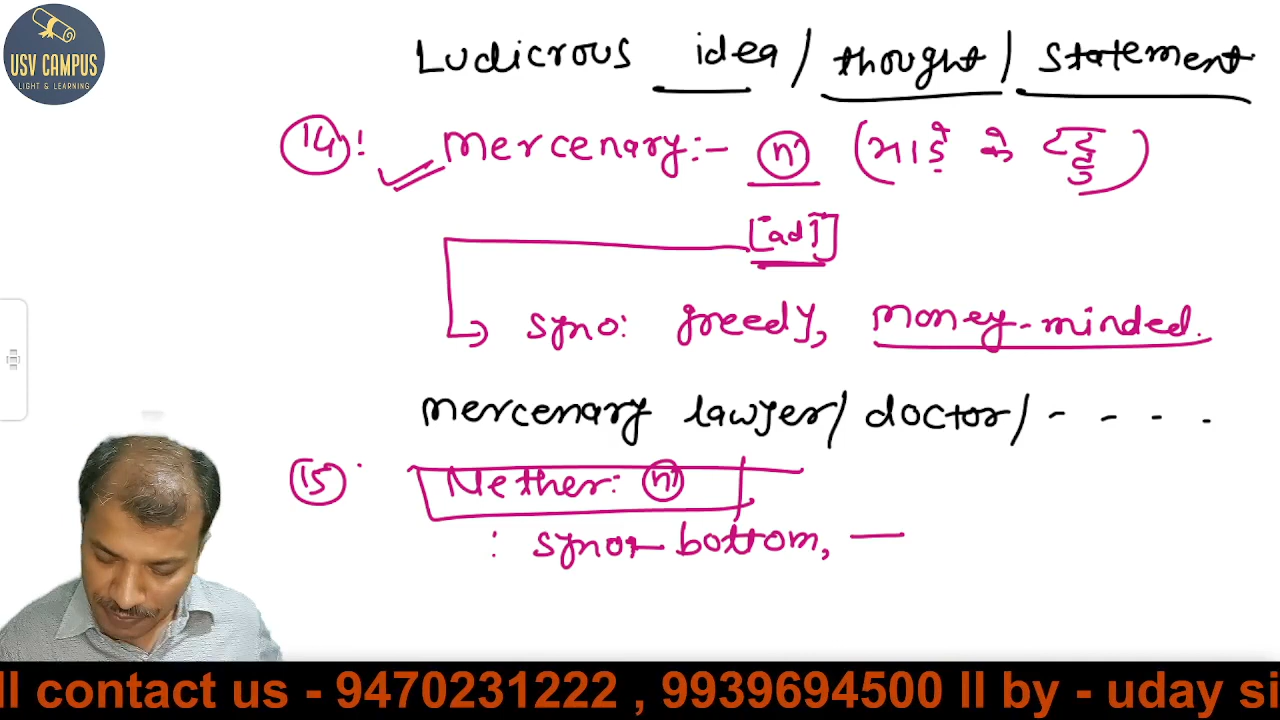 USV CAMPUS
LIGHT & LEARNING
Ludicrous idea / thought / statement
14! mercenary:- n (भाड़े के टट्टू)
[adj]
syno: greedy, money-minded.
mercenary lawyer / doctor / - - - -
15 Nether: n
: syno- bottom, —
ll contact us - 9470231222 , 9939694500 ll by - uday si